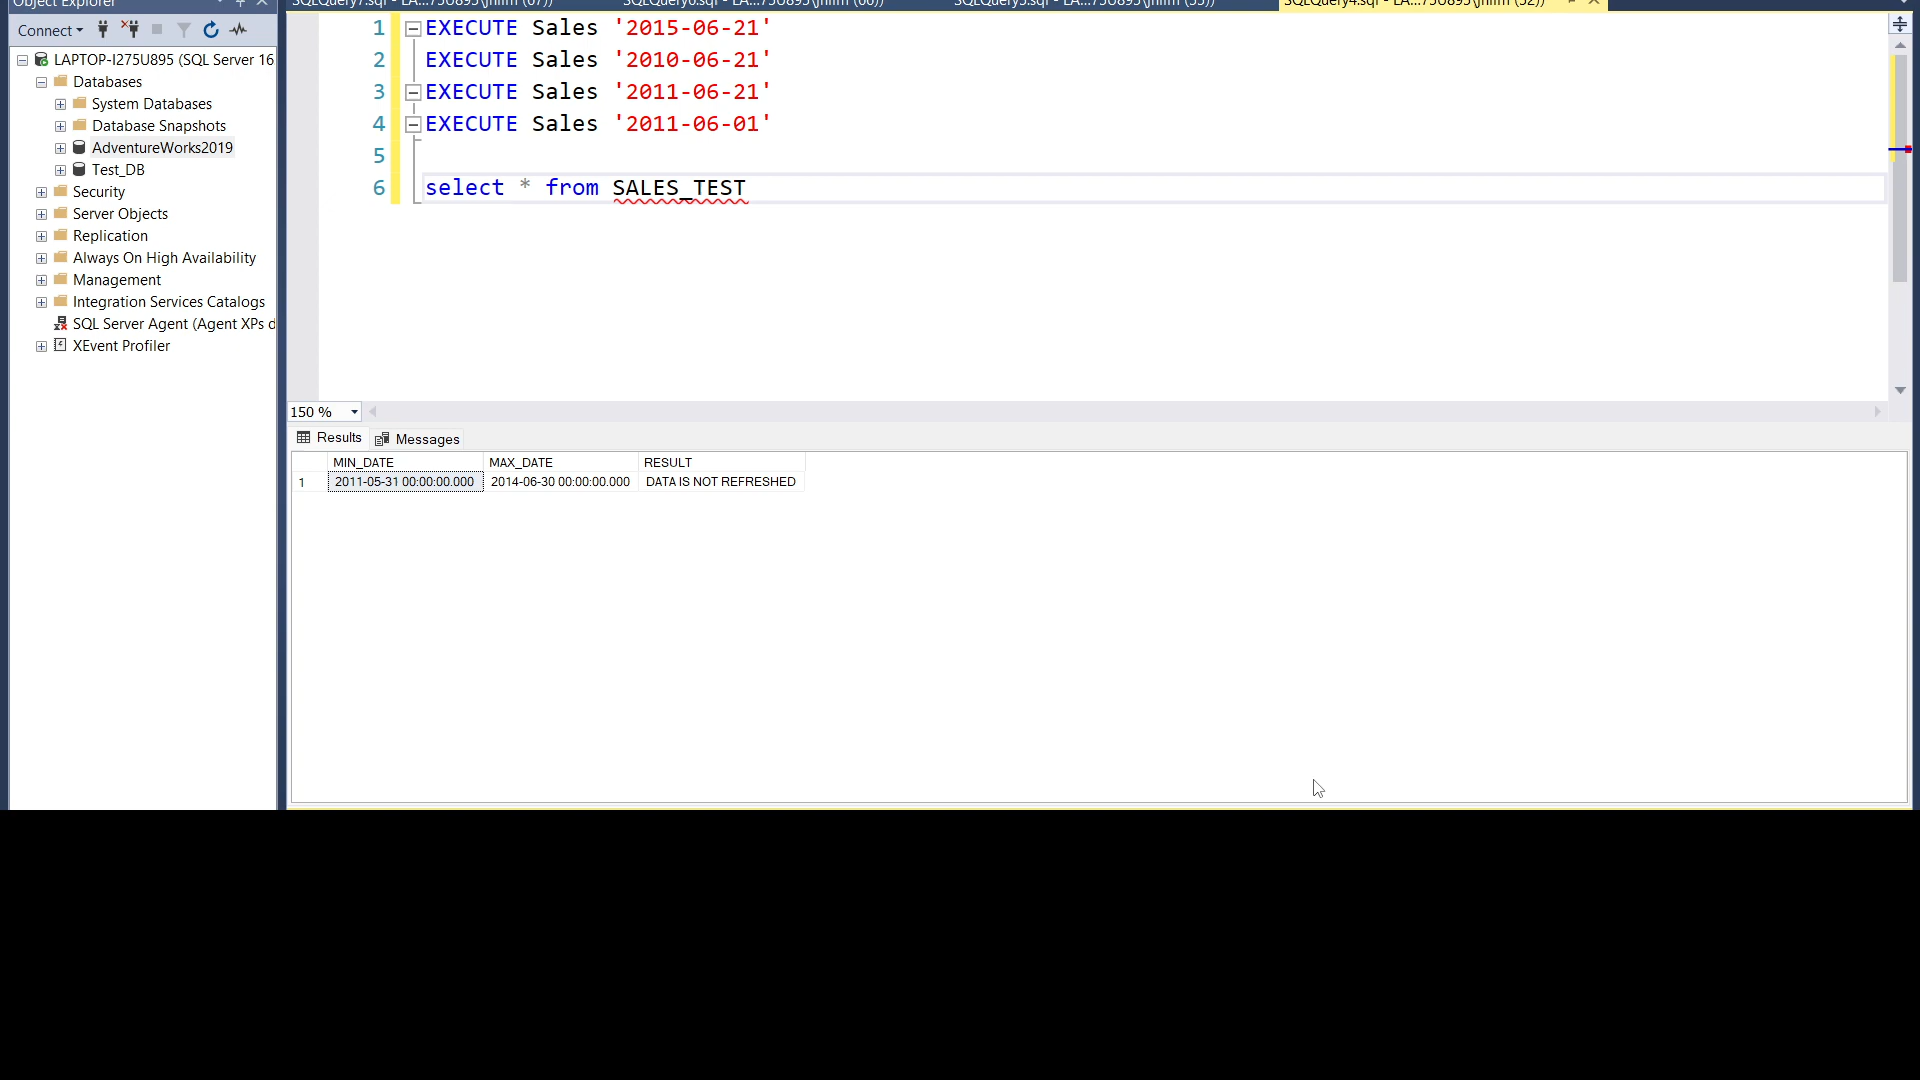 Object Explorer
Connect
LAPTOP-I275U895 (SQL Server 16
Databases
System Databases
Database Snapshots
AdventureWorks2019
Test_DB
Security
Server Objects
Replication
Always On High Availability
Management
Integration Services Catalogs
SQL Server Agent (Agent XPs d
XEvent Profiler
1 EXECUTE Sales '2015-06-21'
2 EXECUTE Sales '2010-06-21'
3 EXECUTE Sales '2011-06-21'
4 EXECUTE Sales '2011-06-01'
5
6 select * from SALES_TEST
150 %
Results Messages
MIN_DATE MAX_DATE RESULT
1 2011-05-31 00:00:00.000 2014-06-30 00:00:00.000 DATA IS NOT REFRESHED